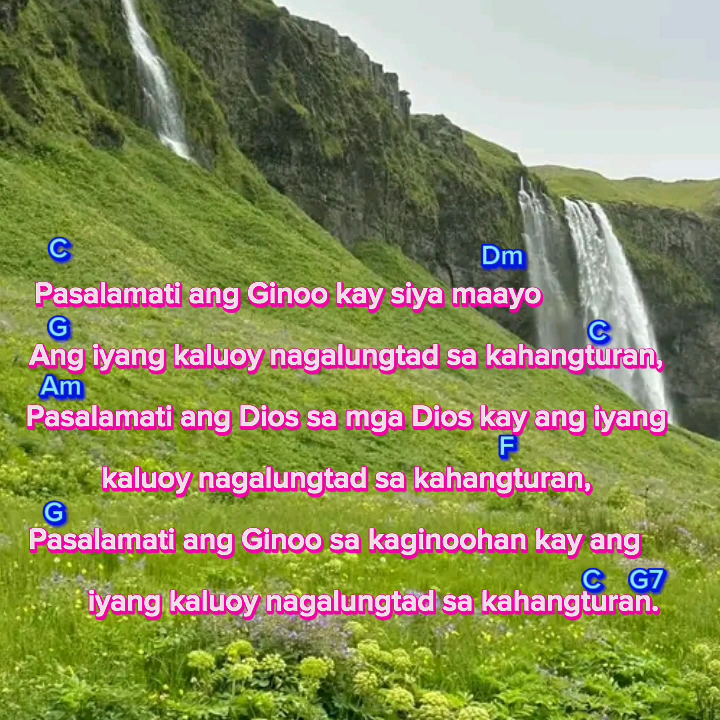 C Dm
Pasalamati ang Ginoo kay siya maayo
G C
Ang iyang kaluoy nagalungtad sa kahangturan,
Am
Pasalamati ang Dios sa mga Dios kay ang iyang
F
kaluoy nagalungtad sa kahangturan,
G
Pasalamati ang Ginoo sa kaginoohan kay ang
C G7
iyang kaluoy nagalungtad sa kahangturan.